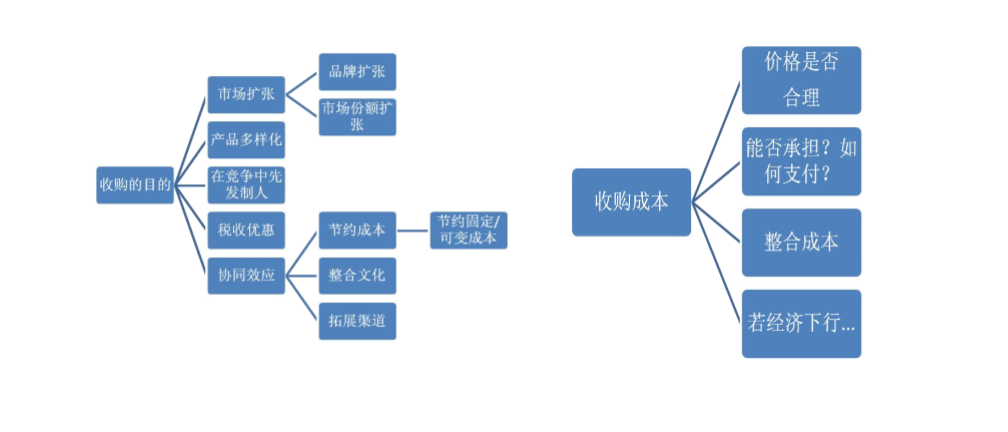 收购的目的
市场扩张
品牌扩张
市场份额扩
张
产品多样化
在竞争中先
发制人
税收优惠
协同效应
节约成本
节约固定/
可变成本
整合文化
拓展渠道
收购成本
价格是否
合理
能否承担？如
何支付？
整合成本
若经济下行...